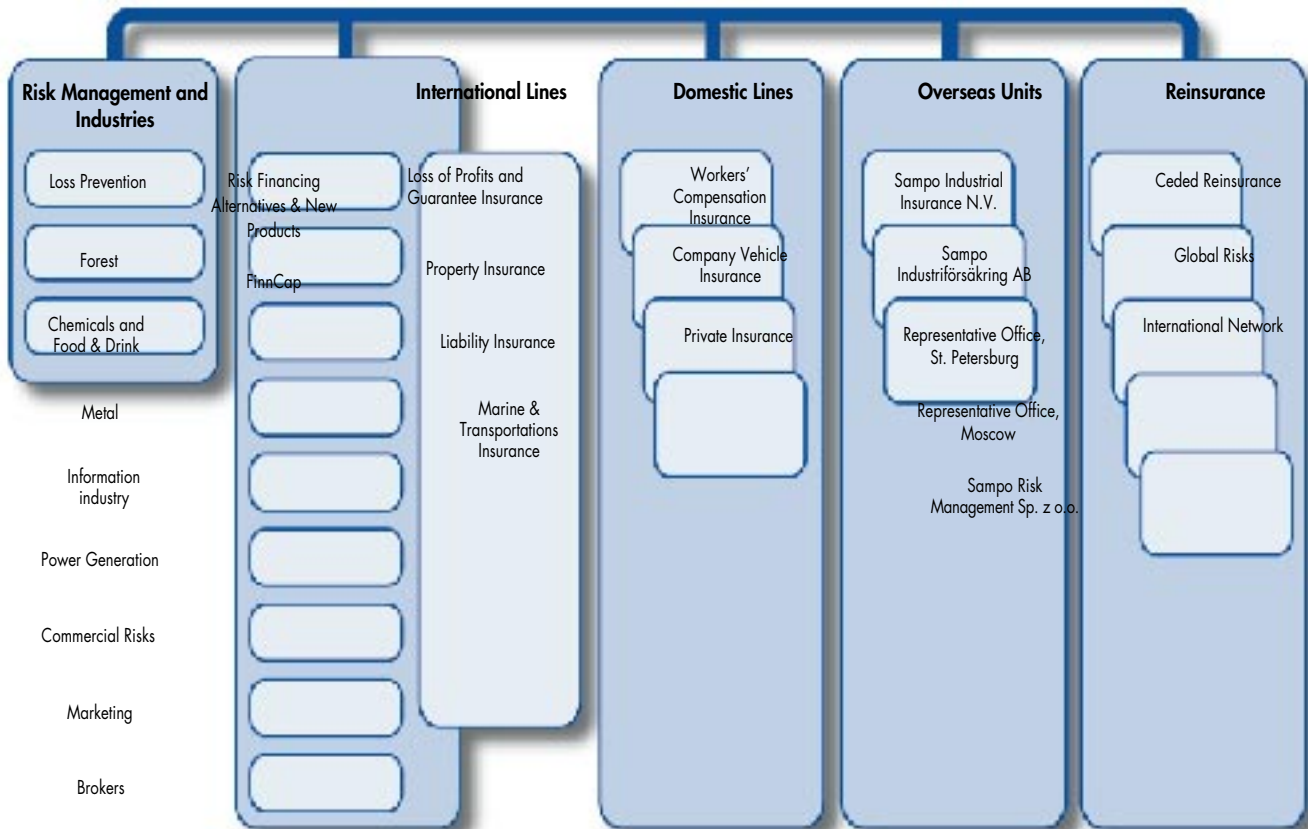 Risk Management and
Industries
Loss Prevention
Forest
Chemicals and
Food & Drink
Metal
Information
industry
Power Generation
Commercial Risks
Marketing
Brokers
International Lines
Risk Financing
Alternatives & New
Products
FinnCap
Loss of Profits and
Guarantee Insurance
Property Insurance
Liability Insurance
Marine &
Transportations
Insurance
Domestic Lines
Workers’
Compensation
Insurance
Company Vehicle
Insurance
Private Insurance
Overseas Units
Sampo Industrial
Insurance N.V.
Sampo
Industriförsäkring AB
Representative Office,
St. Petersburg
Representative Office,
Moscow
Sampo Risk
Management Sp. z o.o.
Reinsurance
Ceded Reinsurance
Global Risks
International Network